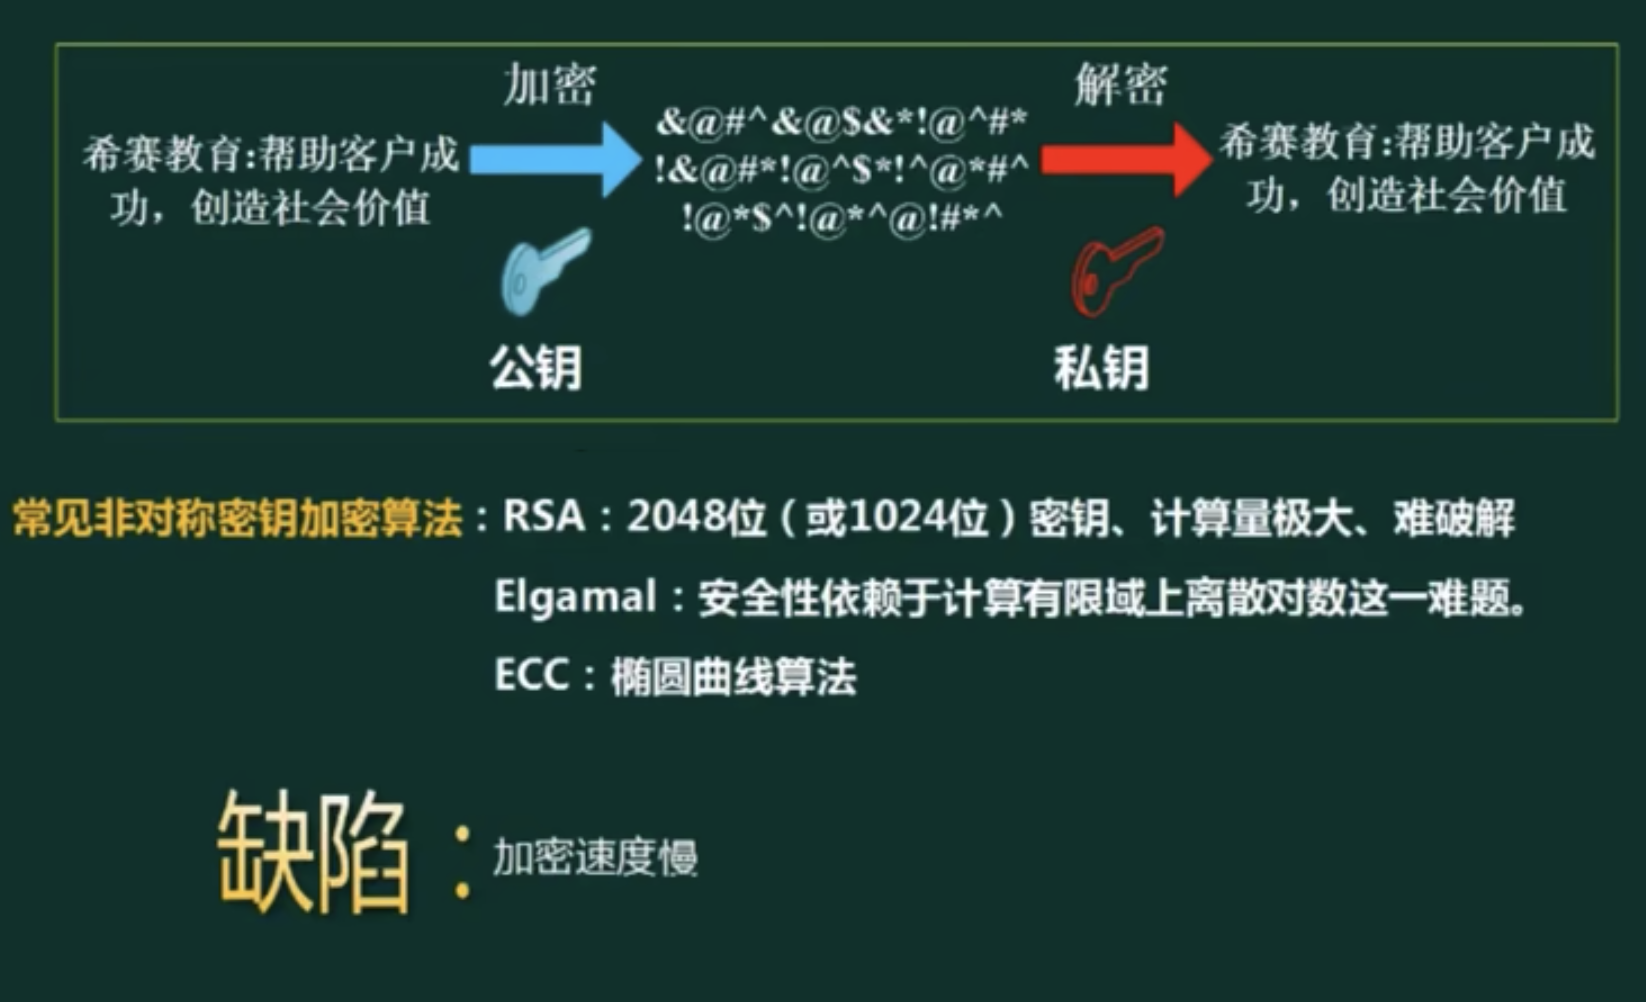 加密
解密
希赛教育:帮助客户成
功，创造社会价值
&@#^&@$&*!@^#*
!&@#*!@^$*!^@*#^
!@*$^!@*^@!#*^
希赛教育:帮助客户成
功，创造社会价值
公钥
私钥
常见非对称密钥加密算法：RSA：2048位（或1024位）密钥、计算量极大、难破解
Elgamal：安全性依赖于计算有限域上离散对数这一难题。
ECC：椭圆曲线算法
缺陷：加密速度慢